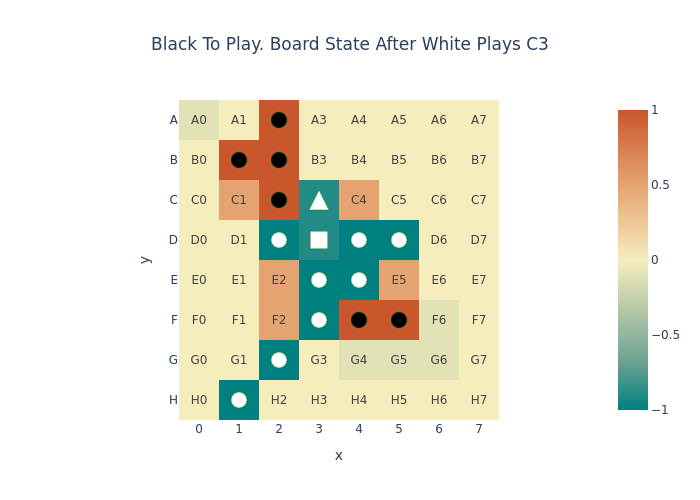 Black To Play. Board State After White Plays C3
A A0 A1 A3 A4 A5 A6 A7
B B0 B3 B4 B5 B6 B7
C C0 C1 C4 C5 C6 C7
D D0 D1 D6 D7
E E0 E1 E2 E5 E6 E7
F F0 F1 F2 F6 F7
G G0 G1 G3 G4 G5 G6 G7
H H0 H2 H3 H4 H5 H6 H7
0 1 2 3 4 5 6 7
x
y
1
0.5
0
−0.5
−1